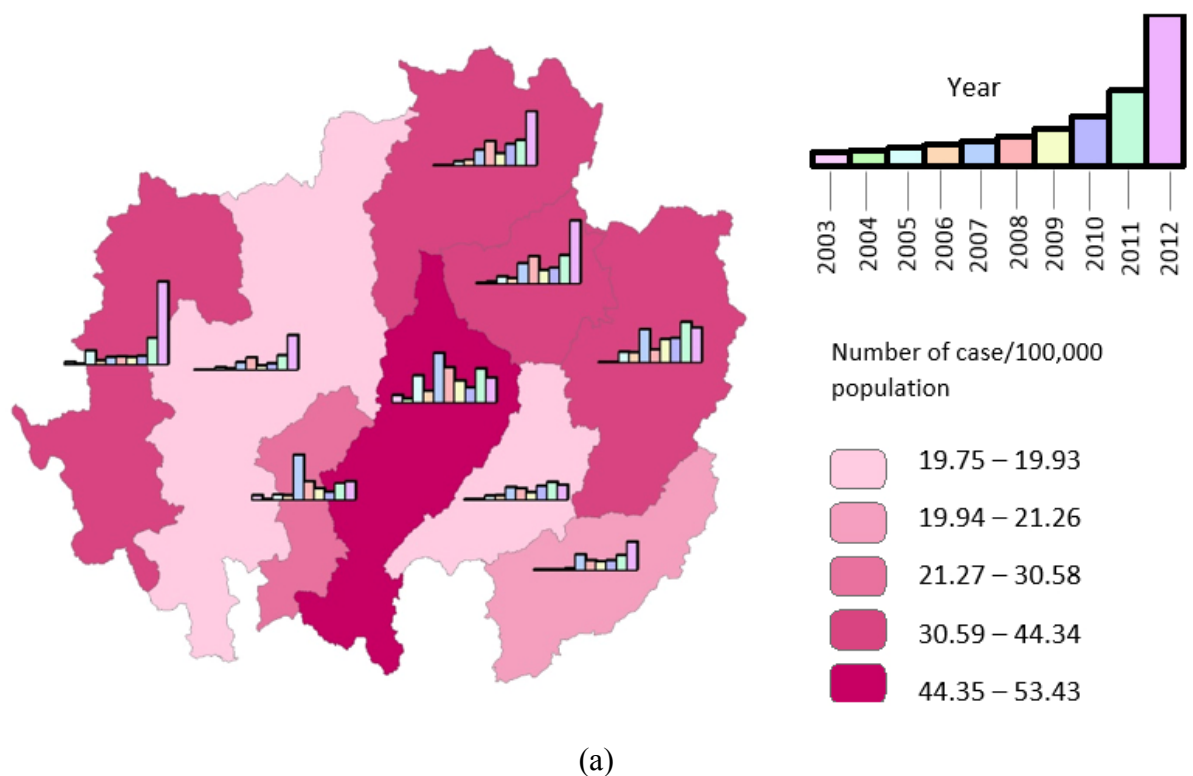 Year
2003
2004
2005
2006
2007
2008
2009
2010
2011
2012
Number of case/100,000
population
19.75 – 19.93
19.94 – 21.26
21.27 – 30.58
30.59 – 44.34
44.35 – 53.43
(a)